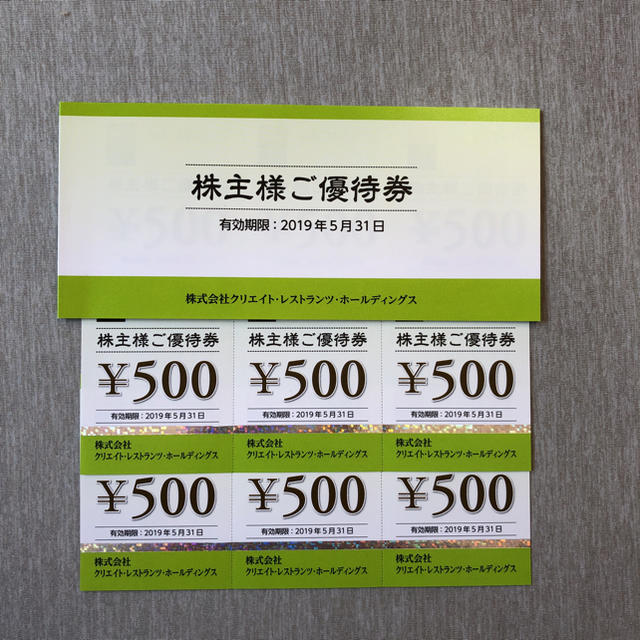 株主様ご優待券
有効期限：2019年5月31日
株式会社クリエイト・レストランツ・ホールディングス
株主様ご優待券
¥500
有効期限：2019年5月31日
株式会社
クリエイト・レストランツ・ホールディングス
株主様ご優待券
¥500
有効期限：2019年5月31日
株式会社
クリエイト・レストランツ・ホールディングス
株主様ご優待券
¥500
有効期限：2019年5月31日
株式会社
クリエイト・レストランツ・ホールディングス
¥500
有効期限：2019年5月31日
株式会社
クリエイト・レストランツ・ホールディングス
¥500
有効期限：2019年5月31日
株式会社
クリエイト・レストランツ・ホールディングス
¥500
有効期限：2019年5月31日
株式会社
クリエイト・レストランツ・ホールディングス